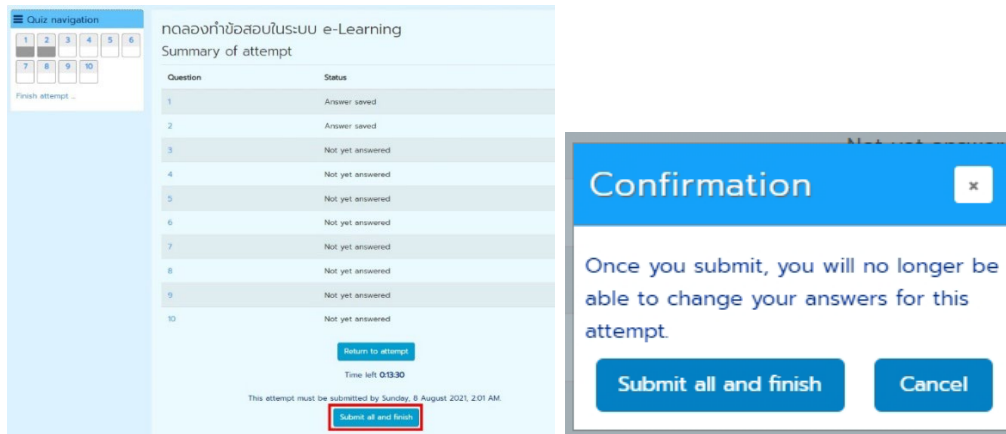 Quiz navigation
1 2 3 4 5 6
7 8 9 10
Finish attempt ...
ทดลองทำข้อสอบในระบบ e-Learning
Summary of attempt
Question Status
1 Answer saved
2 Answer saved
3 Not yet answered
4 Not yet answered
5 Not yet answered
6 Not yet answered
7 Not yet answered
8 Not yet answered
9 Not yet answered
10 Not yet answered
Return to attempt
Time left 0:13:30
This attempt must be submitted by Sunday, 8 August 2021, 2:01 AM.
Submit all and finish
Not yet answer
Confirmation
×
Once you submit, you will no longer be
able to change your answers for this
attempt.
Submit all and finish Cancel